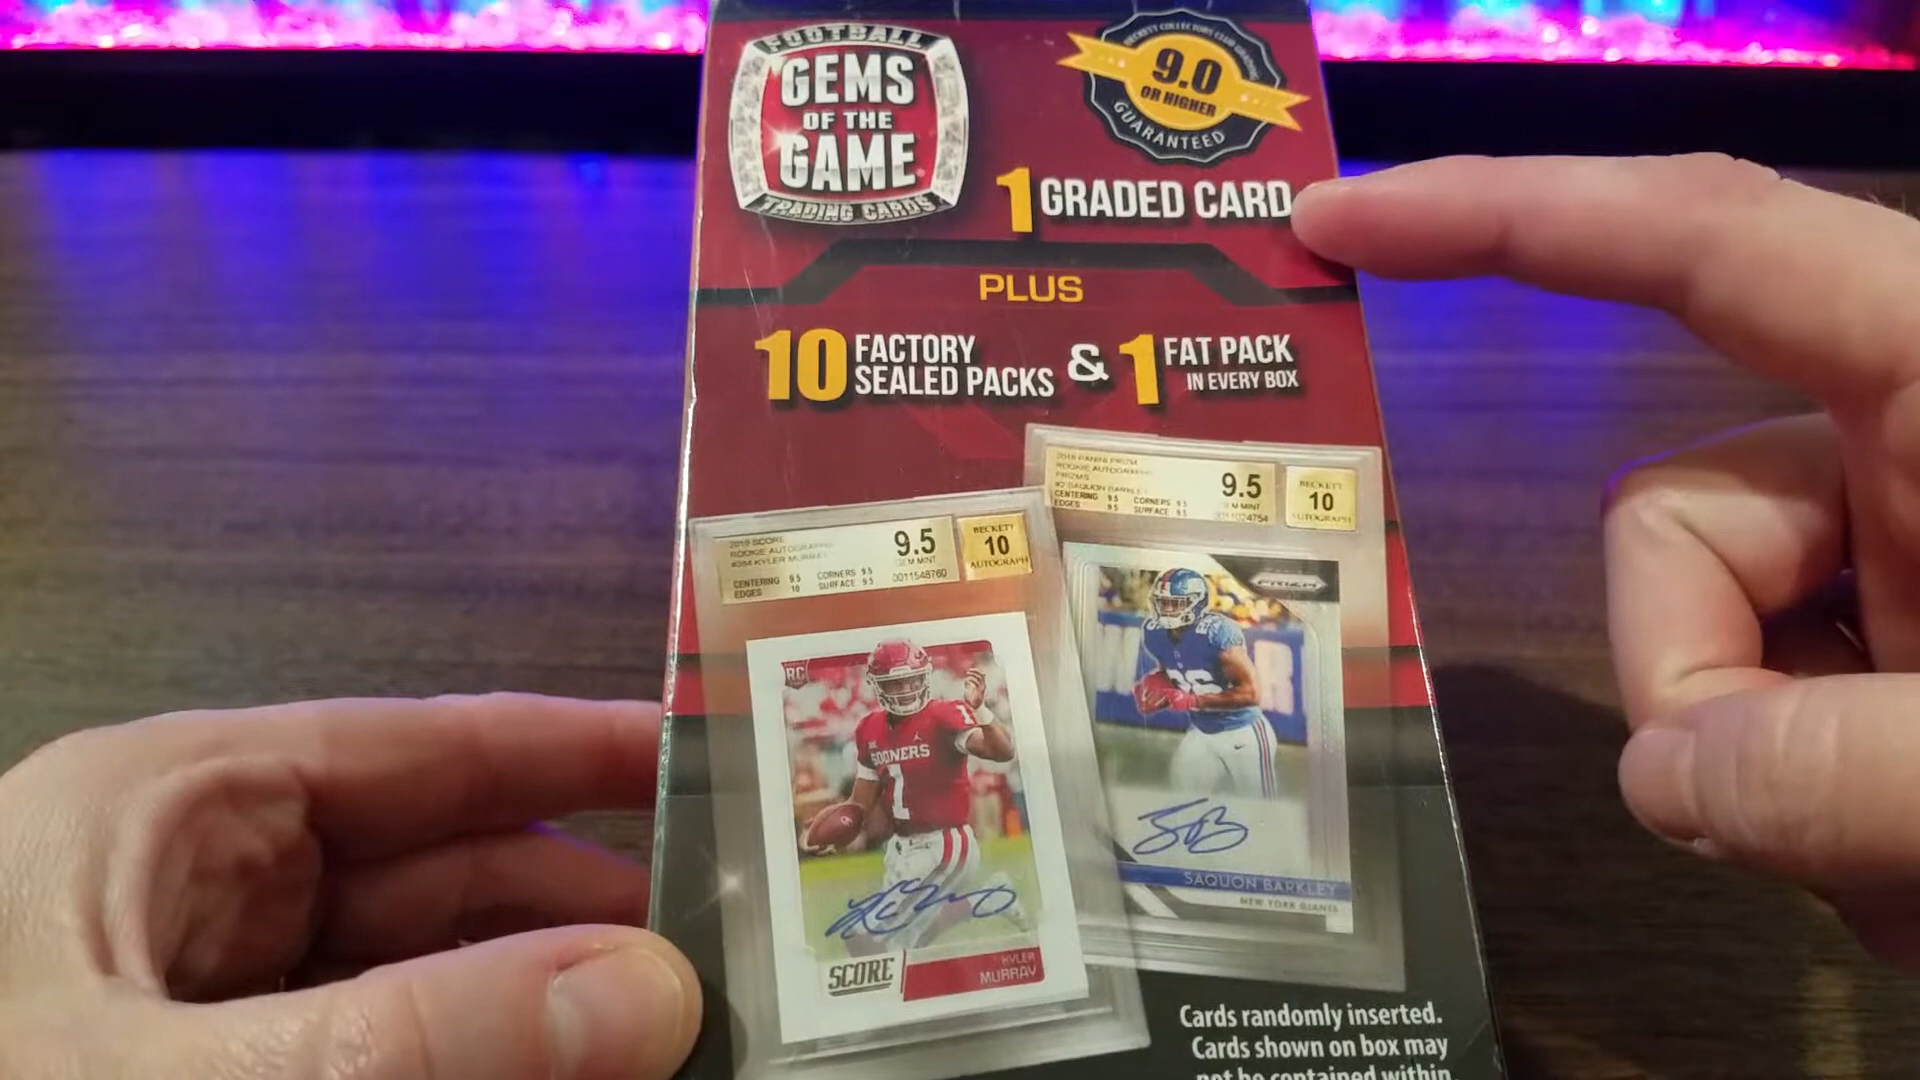 FOOTBALL
GEMS
OF THE
GAME
TRADING CARDS
BECKETT COLLECTORS CLUB GRADING
9.0
OR HIGHER
GUARANTEED
1 GRADED CARD
PLUS
10 FACTORY
SEALED PACKS
& 1 FAT PACK
IN EVERY BOX
2018 PANINI PRIZM
ROOKIE AUTOGRAPHS
PRIZMS
#2 SAQUON BARKLEY
CENTERING 9.5 CORNERS 9.5
EDGES 9.5 SURFACE 9.5
9.5
GEM MINT
0011024754
BECKETT
10
AUTOGRAPH
2019 SCORE
ROOKIE AUTOGRAPHS
#384 KYLER MURRAY
CENTERING 9.5 CORNERS 9.5
EDGES 10 SURFACE 9.5
9.5
GEM MINT
0011548760
BECKETT
10
AUTOGRAPH
PRIZM
26
SAQUON BARKLEY
NEW YORK GIANTS
RC
1
SOONERS
1
SCORE
KYLER
MURRAY
Cards randomly inserted.
Cards shown on box may
not be contained within.